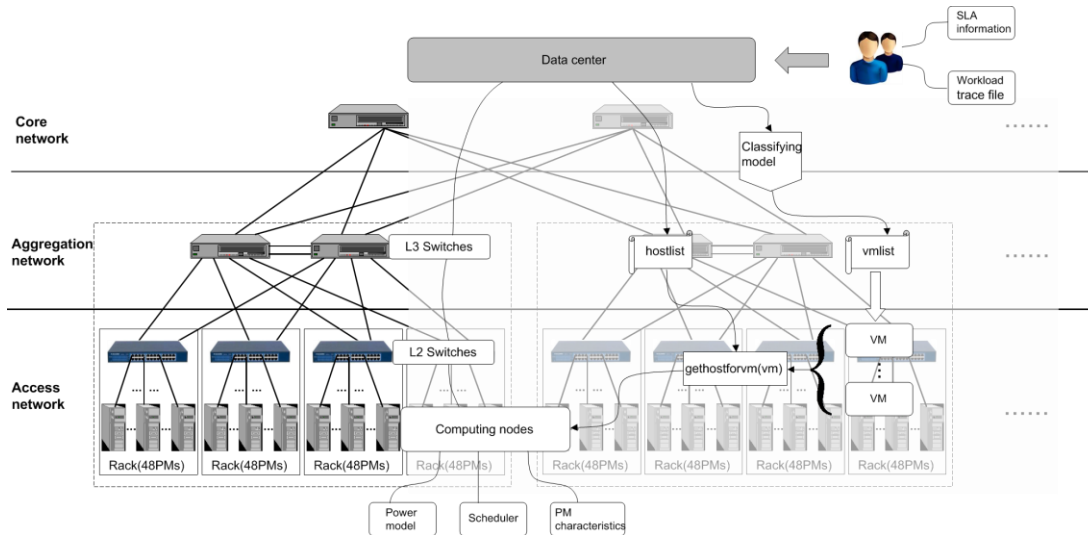 SLA
information
Data center
Workload
trace file
Core
network
......
Classifying
model
Aggregation
network
L3 Switches
hostlist
vmlist
......
L2 Switches
VM
gethostforvm(vm)
Access
network
... ...
... ...
... ...
... ...
... ...
... ...
... ...
VM
Computing nodes
......
Rack(48PMs)
Rack(48PMs)
Rack(48PMs)
Rack(48PMs)
Rack(48PMs)
Rack(48PMs)
Rack(48PMs)
Rack(48PMs)
Power
model
Scheduler
PM
characteristics